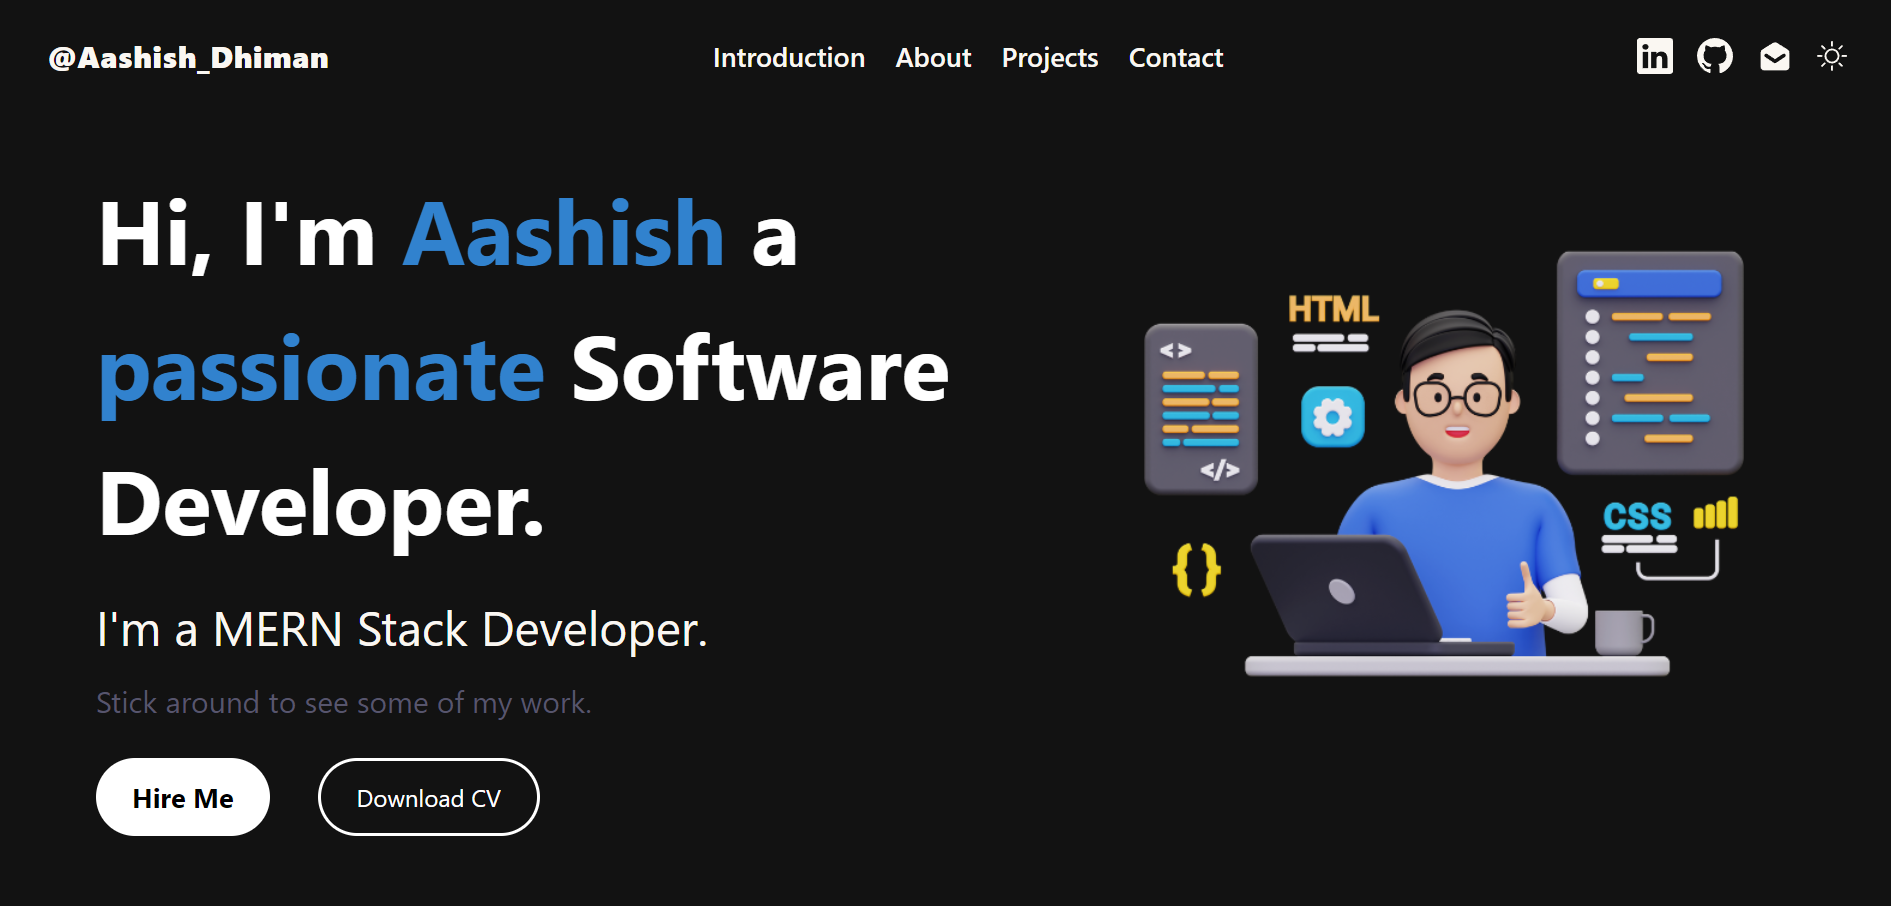 @Aashish_Dhiman
Introduction About Projects Contact
in
Hi, I'm Aashish a
passionate Software
Developer.
I'm a MERN Stack Developer.
Stick around to see some of my work.
Hire Me Download CV
< >
</>
HTML
{ }
CSS